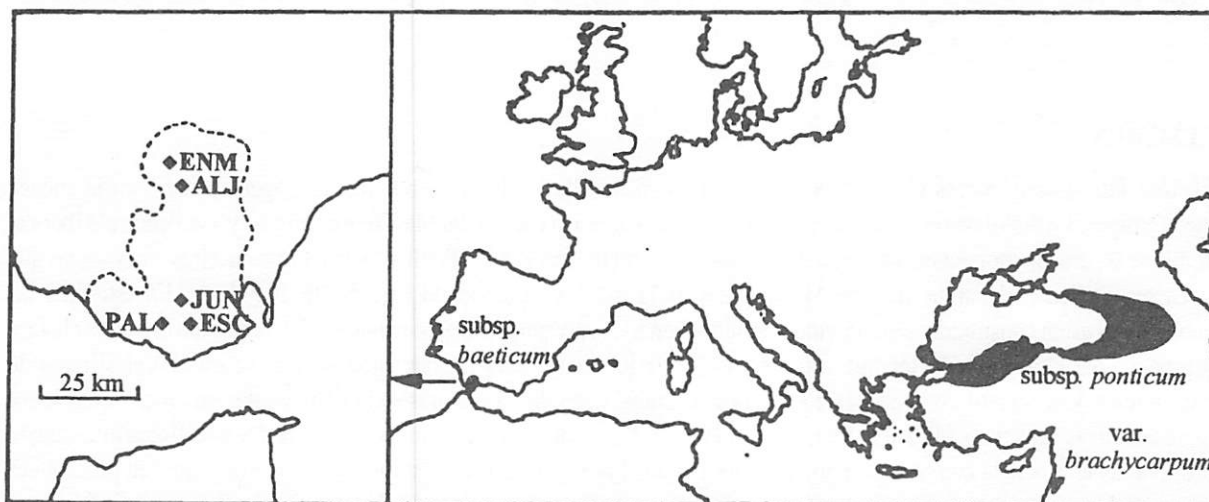 ENM
ALJ
JUN
PAL ESC
25 km
subsp.
baeticum
subsp. ponticum
var.
brachycarpum